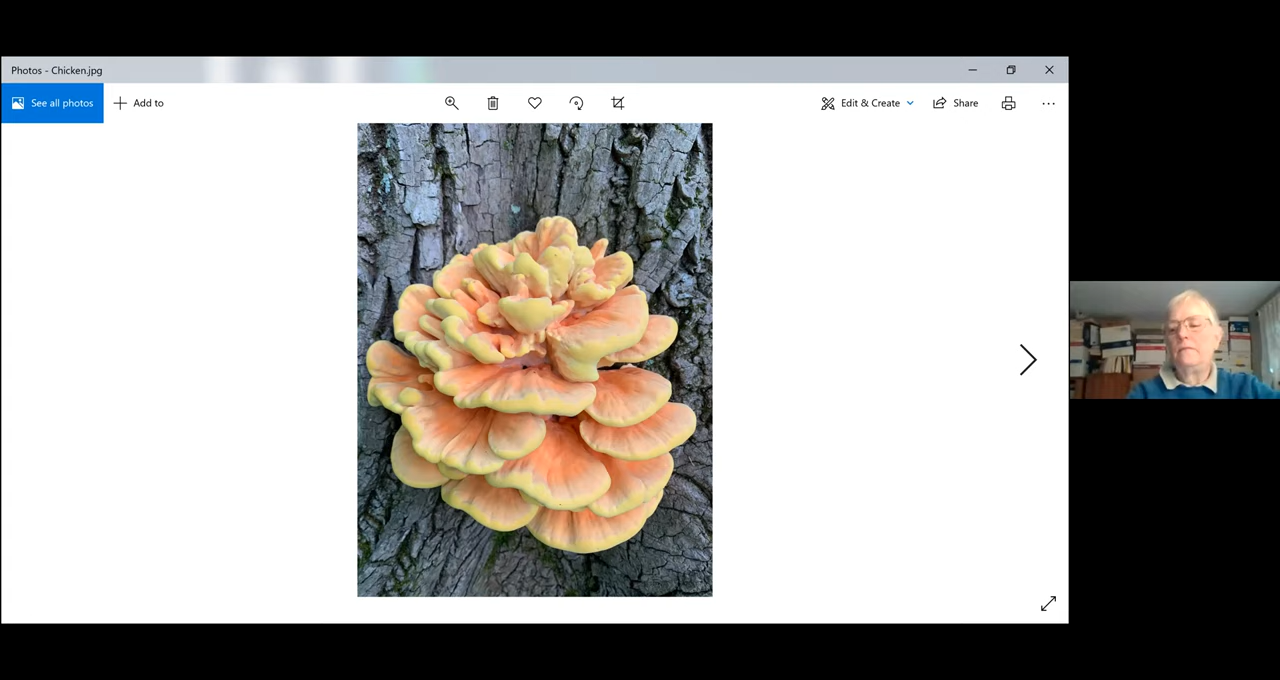 Photos - Chicken.jpg
See all photos
Add to
Edit & Create
Share